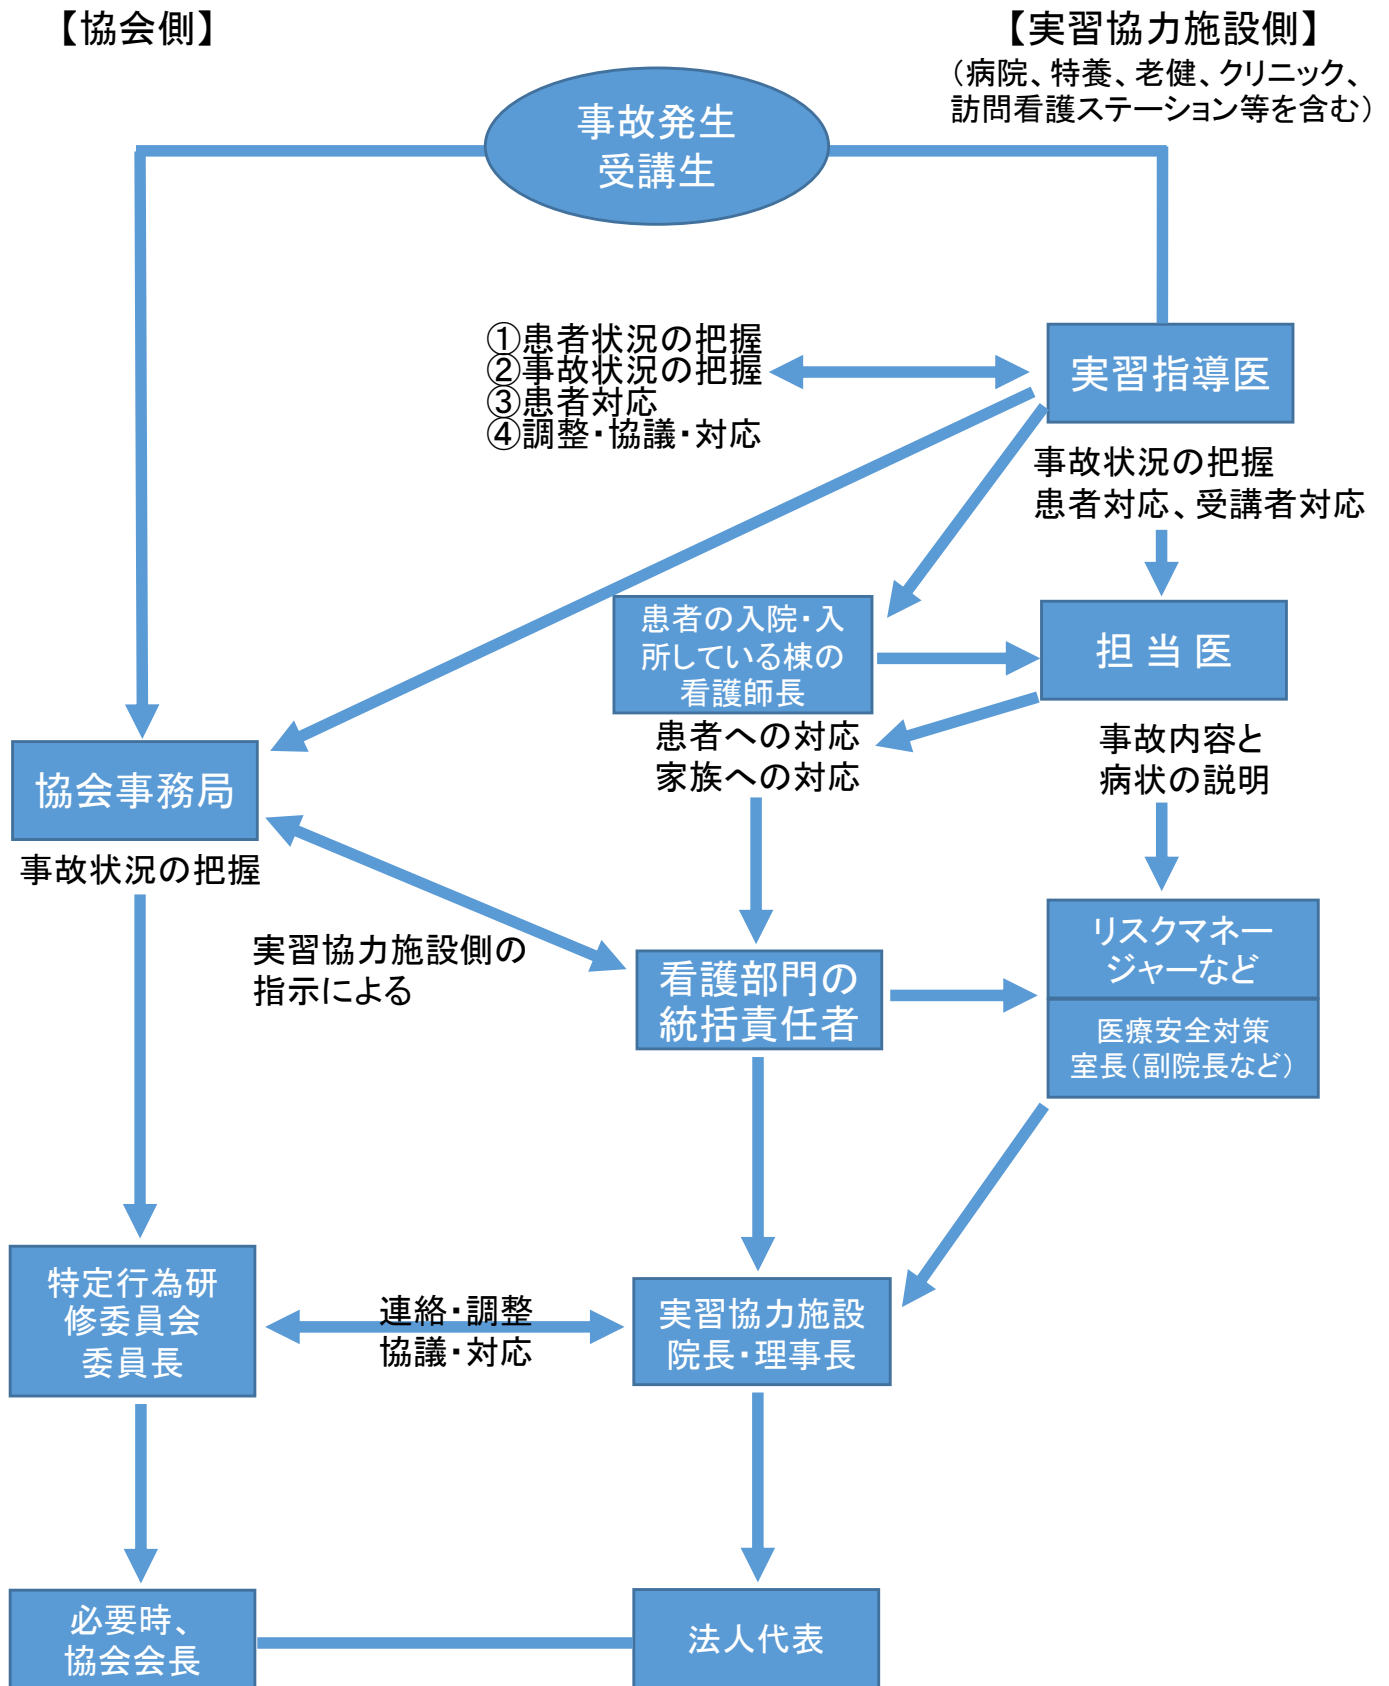 【協会側】
【実習協力施設側】
（病院、特養、老健、クリニック、
訪問看護ステーション等を含む）
事故発生
受講生
①患者状況の把握
②事故状況の把握
③患者対応
④調整・協議・対応
実習指導医
事故状況の把握
患者対応、受講者対応
患者の入院・入
所している棟の
看護師長
担当医
患者への対応
家族への対応
事故内容と
病状の説明
協会事務局
事故状況の把握
実習協力施設側の
指示による
看護部門の
統括責任者
リスクマネー
ジャーなど
医療安全対策
室長（副院長など）
特定行為研
修委員会
委員長
連絡・調整
協議・対応
実習協力施設
院長・理事長
必要時、
協会会長
法人代表